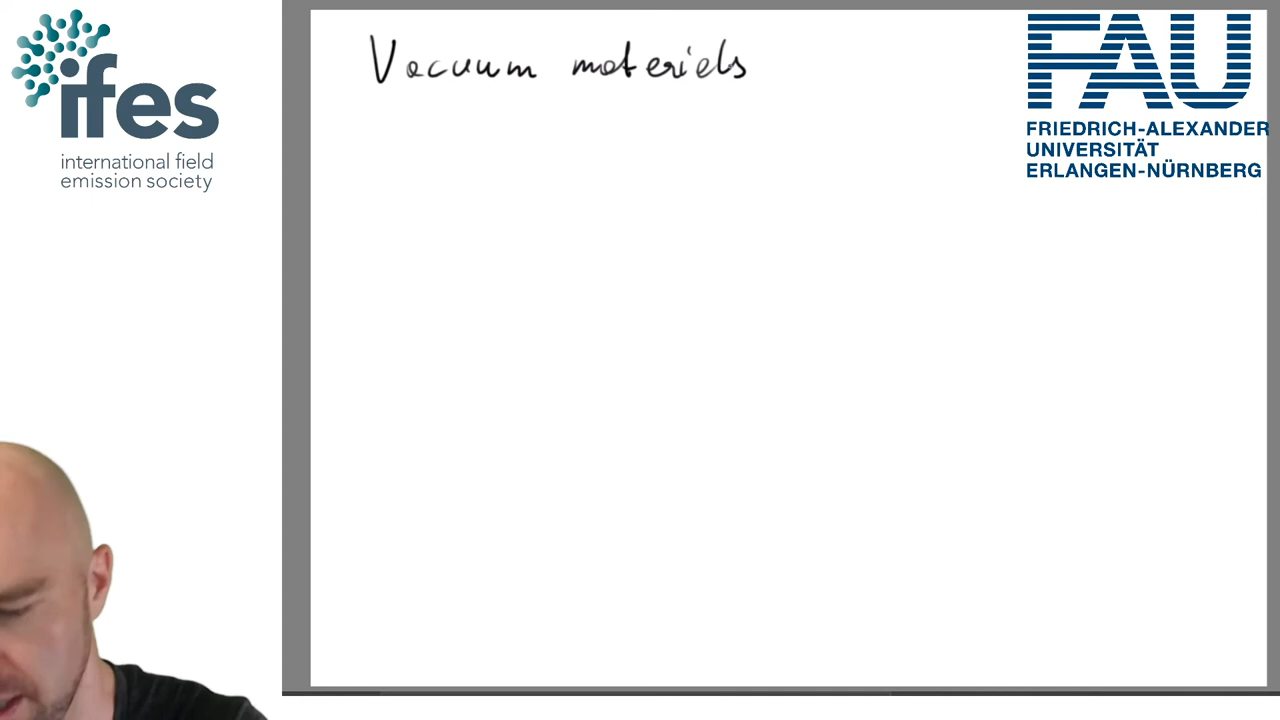 ifes
international field
emission society
Vacuum materials
FAU
FRIEDRICH-ALEXANDER
UNIVERSITÄT
ERLANGEN-NÜRNBERG